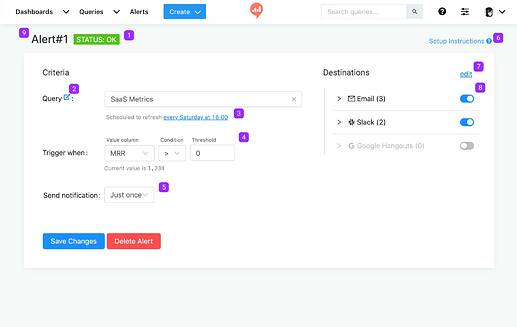 Dashboards Queries Alerts Create Search queries...
9 Alert#1 STATUS: OK 1 Setup Instructions 6
Criteria Destinations 7 edit
2 8
Query : SaaS Metrics Email (3)
Scheduled to refresh every Saturday at 16:00 3 Slack (2)
Value column Condition Threshold 4
Trigger when: MRR > 0 Google Hangouts (0)
Current value is 1,234
Send notification: Just once 5
Save Changes Delete Alert